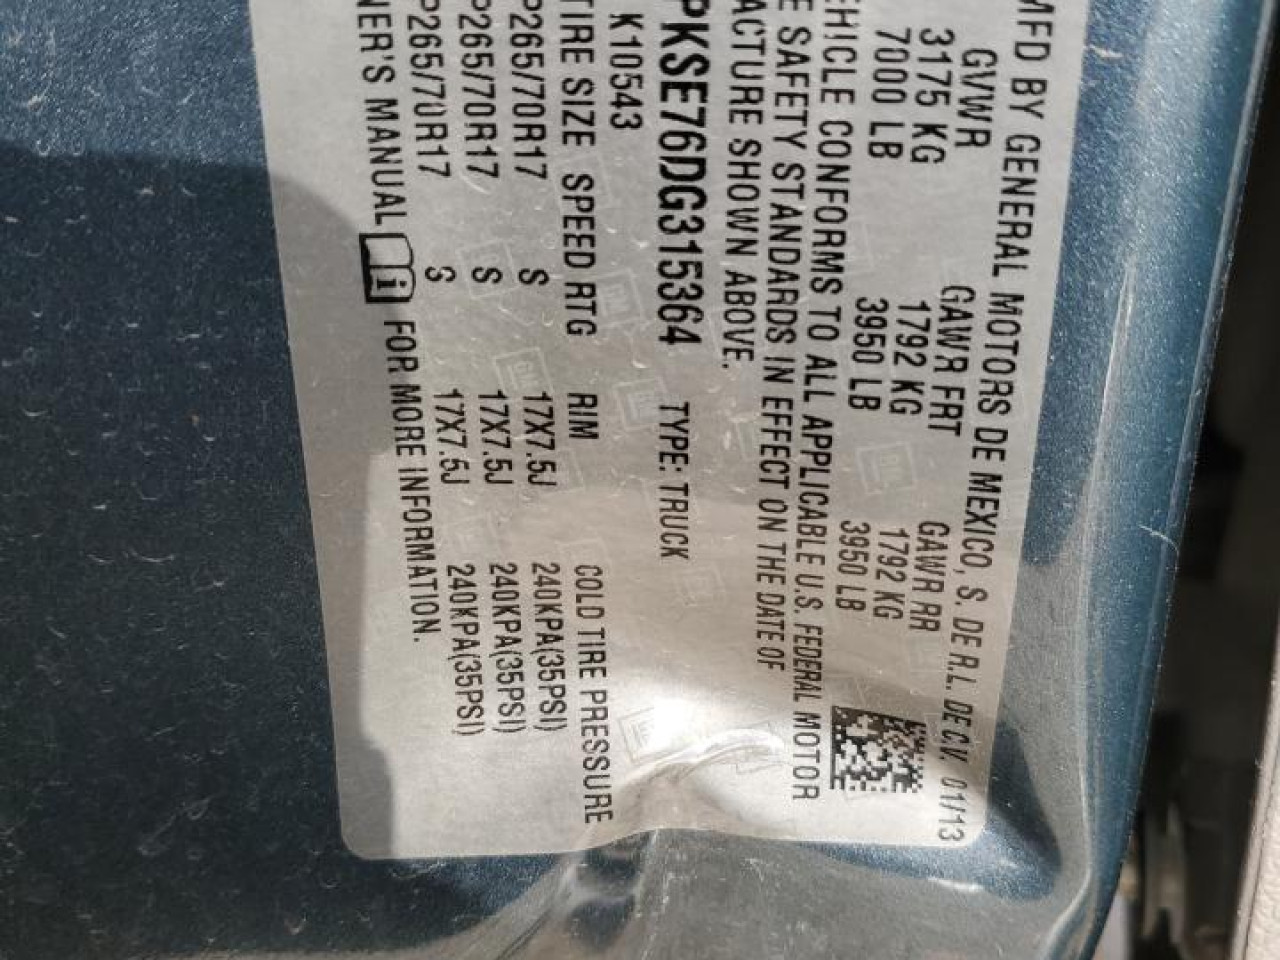 MFD BY GENERAL MOTORS DE MEXICO, S. DE R.L. DE C.V. 01/13
GVWR GAWR FRT GAWR RR
3175 KG 1792 KG 1792 KG
7000 LB 3950 LB 3950 LB
EHICLE CONFORMS TO ALL APPLICABLE U.S. FEDERAL MOTOR
E SAFETY STANDARDS IN EFFECT ON THE DATE OF
ACTURE SHOWN ABOVE.
PKSE76DG315364 TYPE: TRUCK
K10543
TIRE SIZE SPEED RTG RIM COLD TIRE PRESSURE
P265/70R17 S 17X7.5J 240KPA(35PSI)
P265/70R17 S 17X7.5J 240KPA(35PSI)
P265/70R17 S 17X7.5J 240KPA(35PSI)
NER'S MANUAL i FOR MORE INFORMATION.